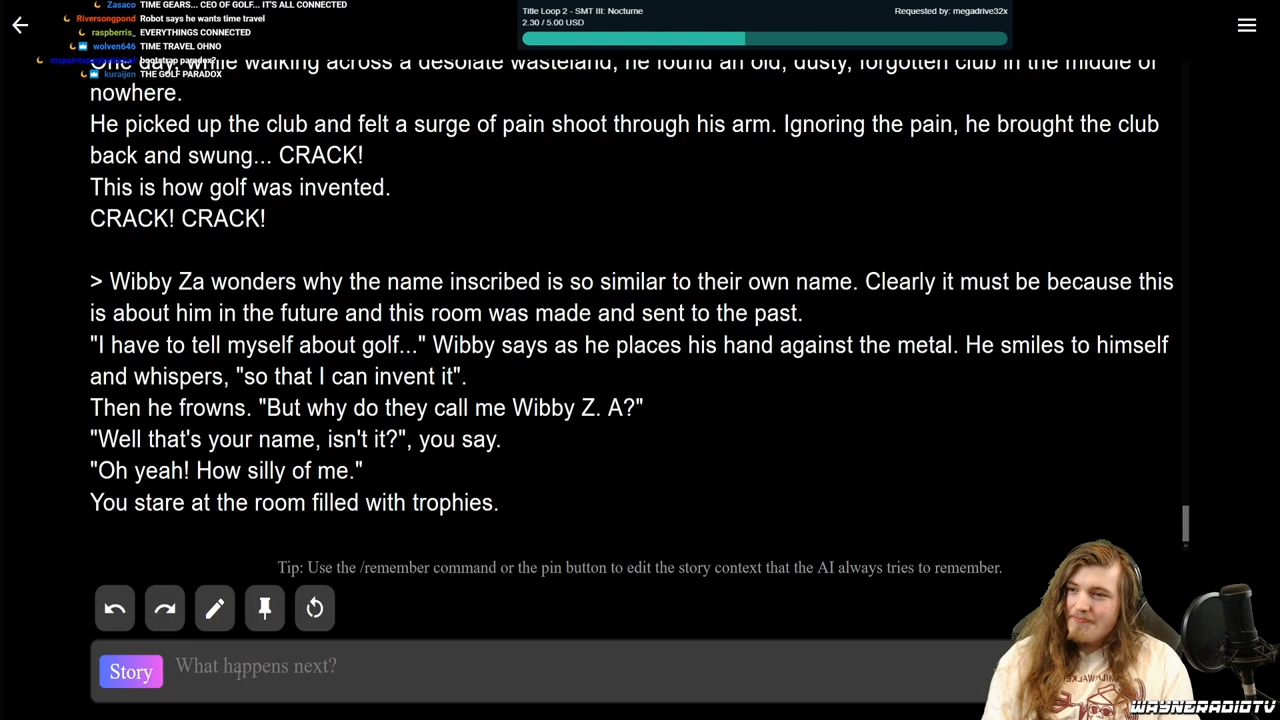 Zasaco TIME GEARS... CEO OF GOLF... IT'S ALL CONNECTED
Riversongpond Robot says he wants time travel
raspberris_ EVERYTHINGS CONNECTED
wolven646 TIME TRAVEL OHNO
bootstrap paradox?
kuraijen THE GOLF PARADOX
Title Loop 2 - SMT III: Nocturne
Requested by: megadrive32x
2.30 / 5.00 USD
One day, while walking across a desolate wasteland, he found an old, dusty, forgotten club in the middle of
nowhere.
He picked up the club and felt a surge of pain shoot through his arm. Ignoring the pain, he brought the club
back and swung... CRACK!
This is how golf was invented.
CRACK! CRACK!
> Wibby Za wonders why the name inscribed is so similar to their own name. Clearly it must be because this
is about him in the future and this room was made and sent to the past.
"I have to tell myself about golf..." Wibby says as he places his hand against the metal. He smiles to himself
and whispers, "so that I can invent it".
Then he frowns. "But why do they call me Wibby Z. A?"
"Well that's your name, isn't it?", you say.
"Oh yeah! How silly of me."
You stare at the room filled with trophies.
Tip: Use the /remember command or the pin button to edit the story context that the AI always tries to remember.
Story What happens next?
WAYNERADIOTV